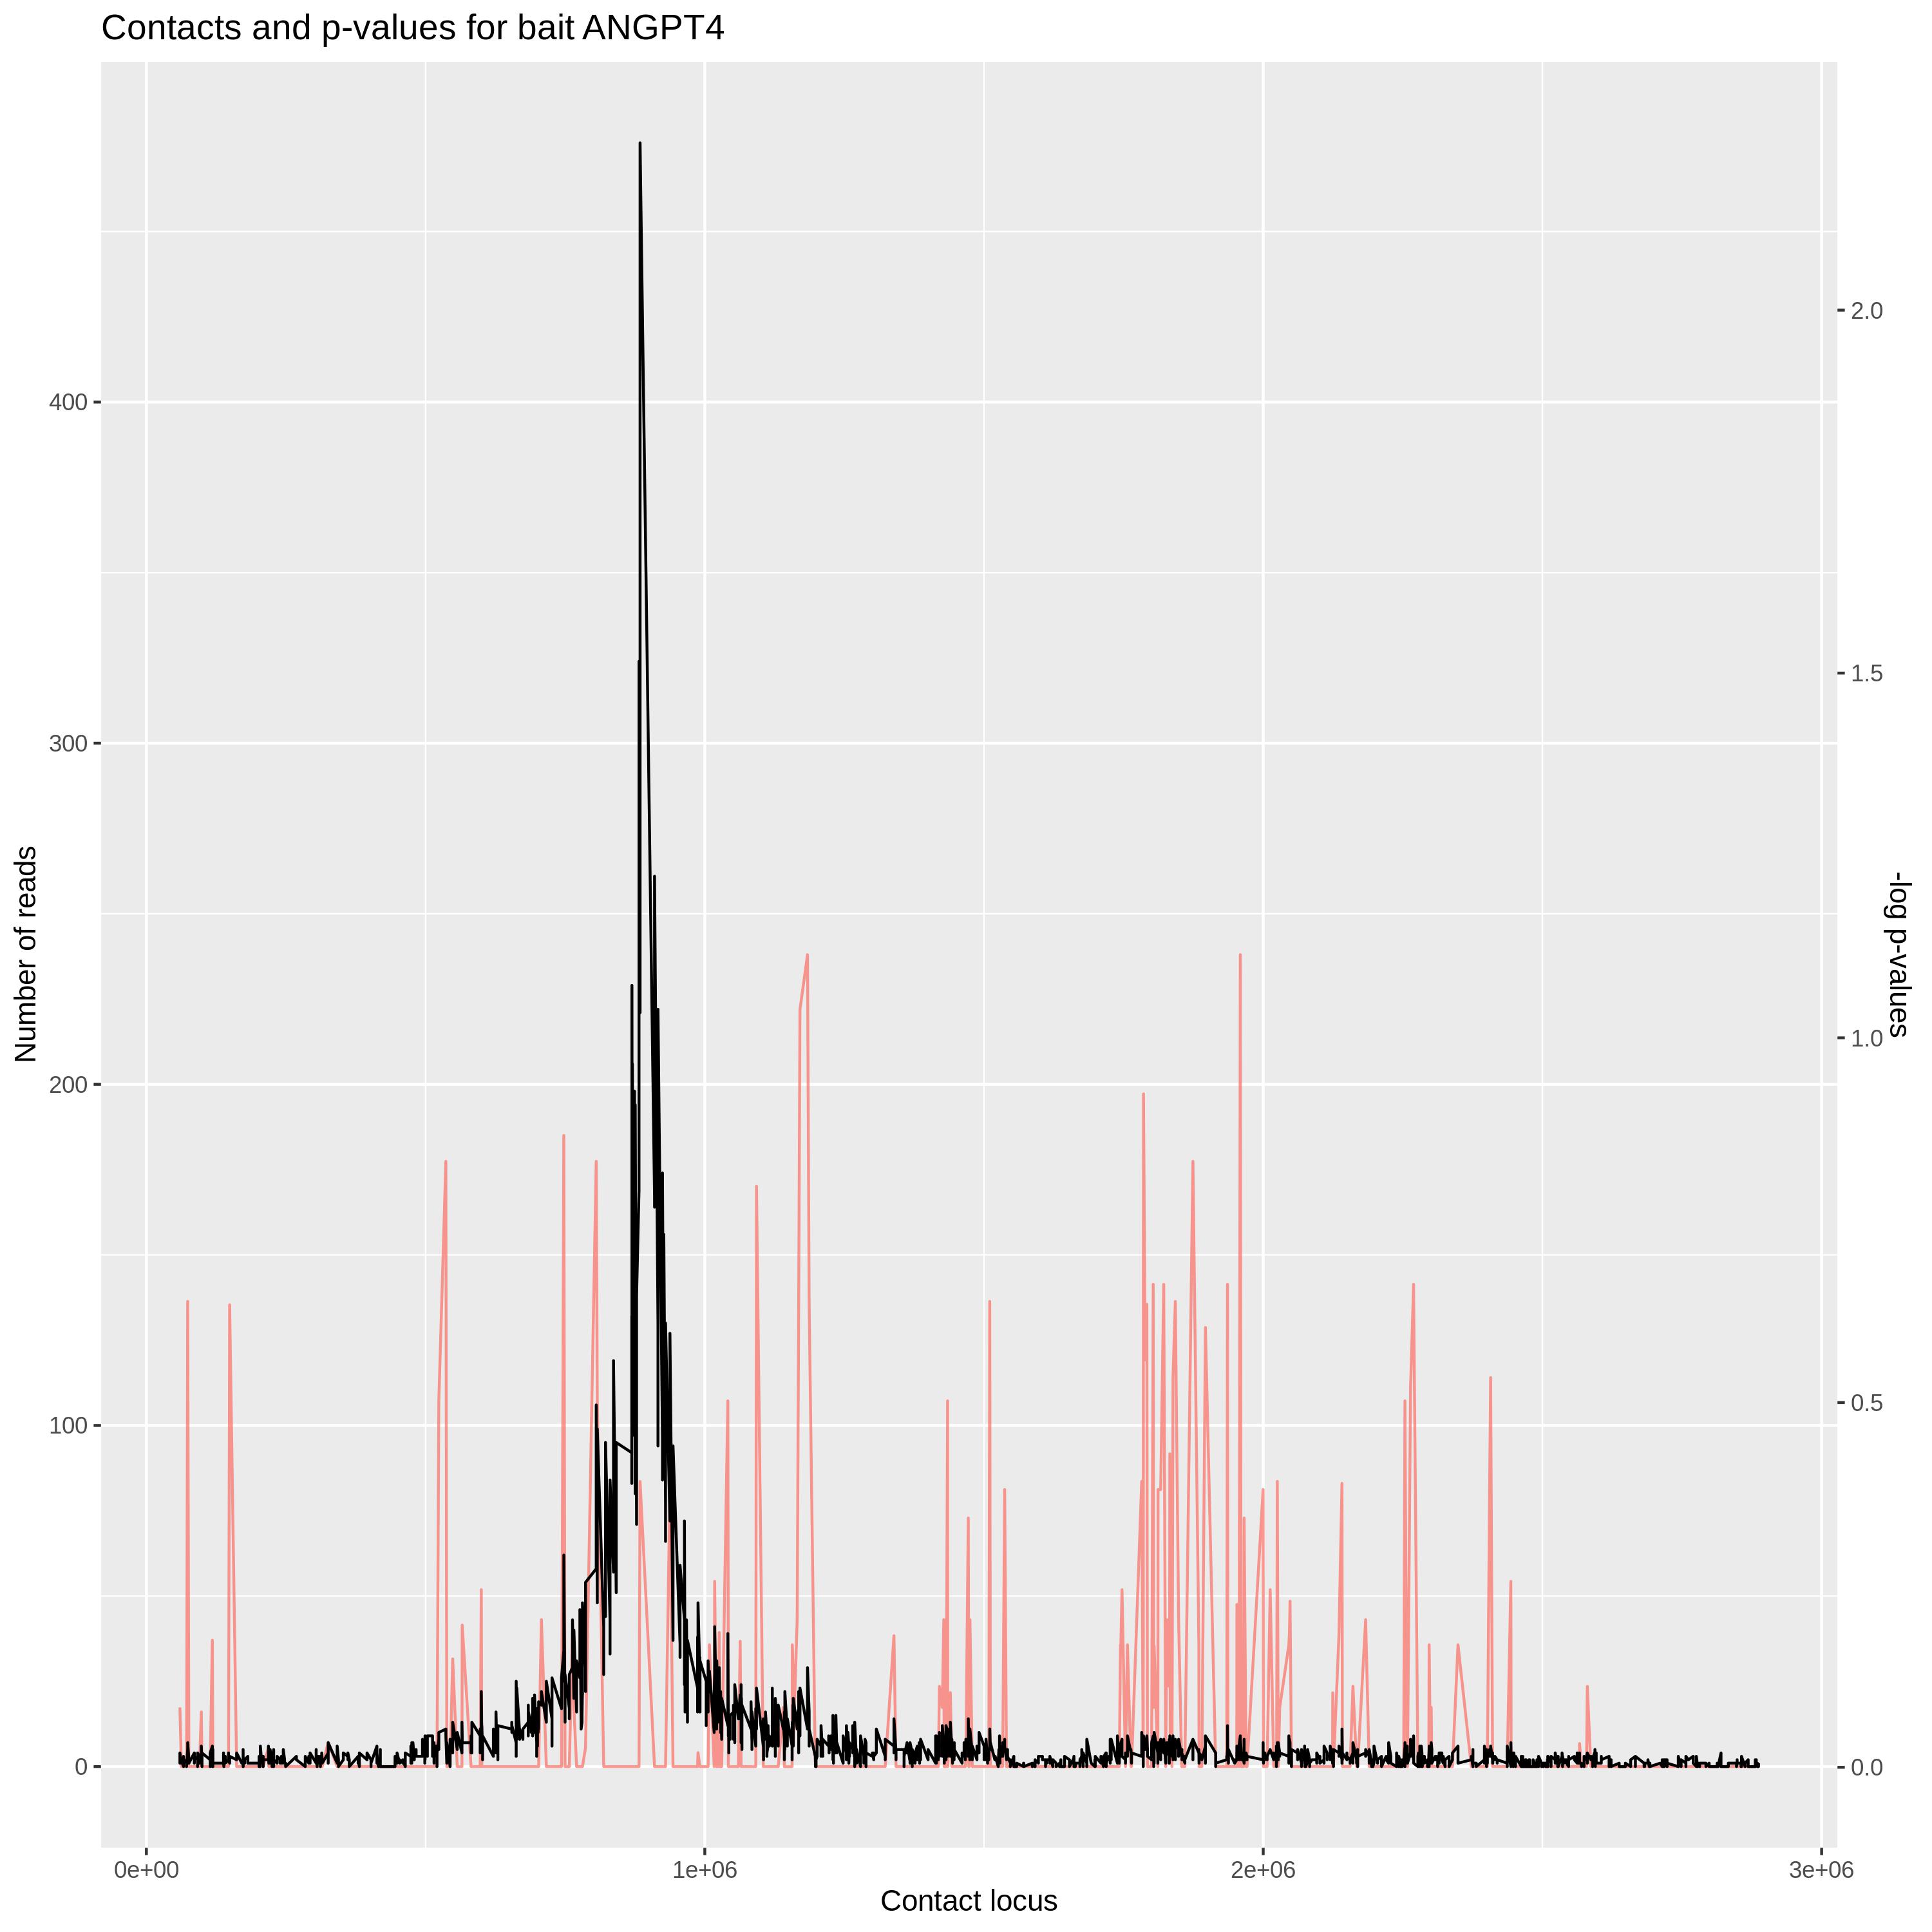 Contacts and p-values for bait ANGPT4
Number of reads
400
300
200
100
0
2.0
1.5
1.0
0.5
0.0
-log p-values
0e+00
1e+06
2e+06
3e+06
Contact locus